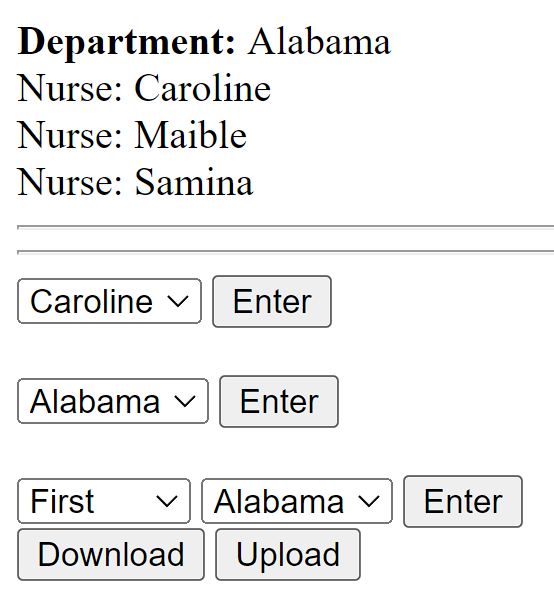 Department: Alabama
Nurse: Caroline
Nurse: Maible
Nurse: Samina
Caroline Enter
Alabama Enter
First Alabama Enter
Download Upload